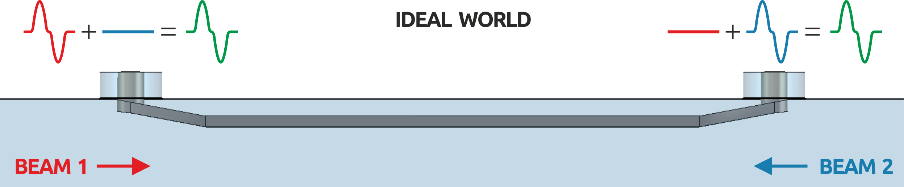 IDEAL WORLD
+ =
+ =
BEAM 1
BEAM 2